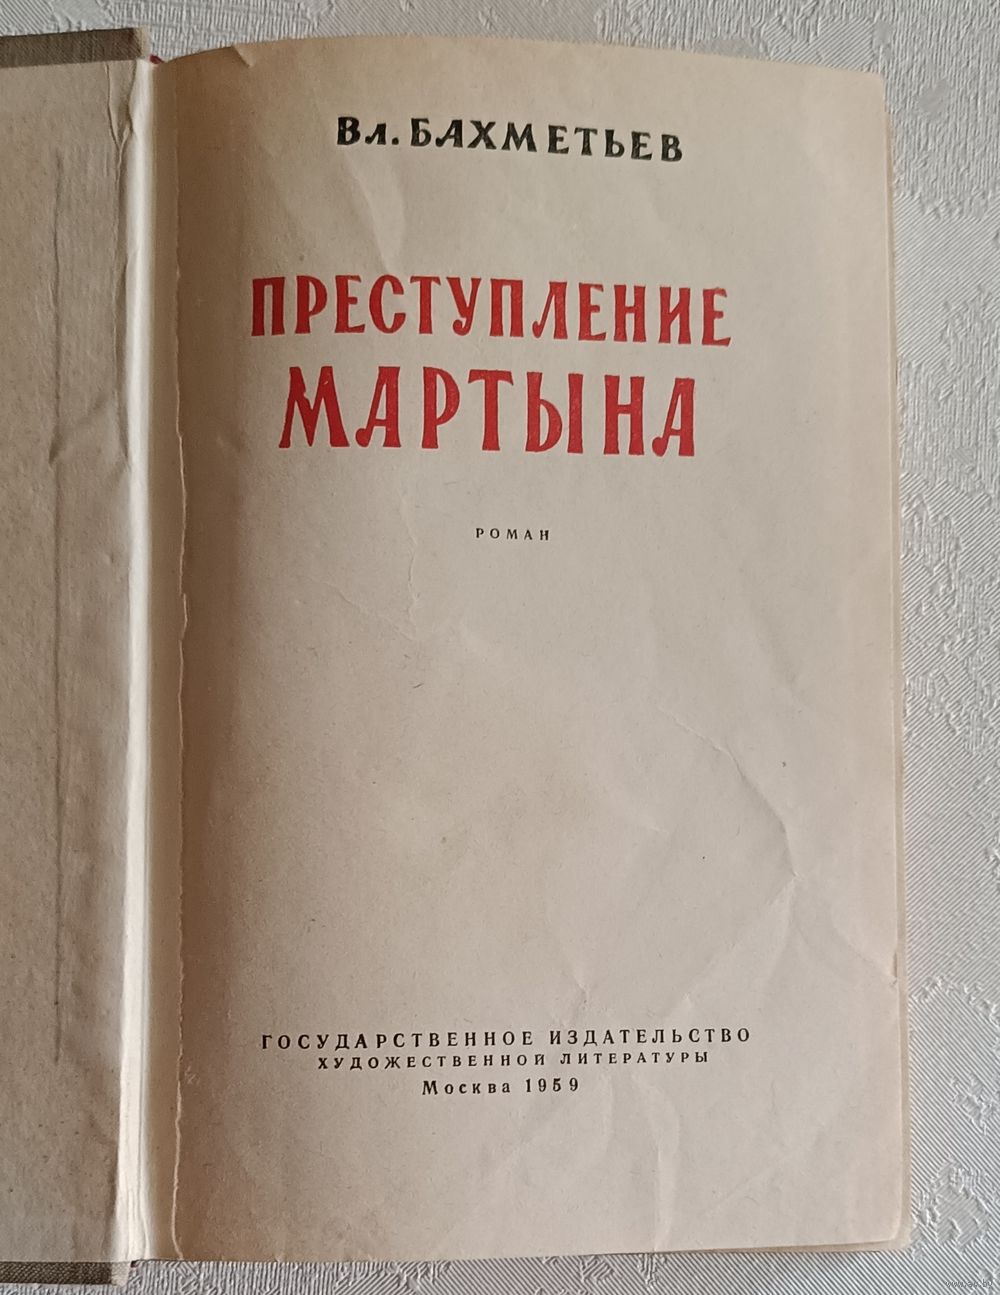 Вл. БАХМЕТЬЕВ
ПРЕСТУПЛЕНИЕ
МАРТЫНА
РОМАН
ГОСУДАРСТВЕННОЕ ИЗДАТЕЛЬСТВО
ХУДОЖЕСТВЕННОЙ ЛИТЕРАТУРЫ
Москва 1959